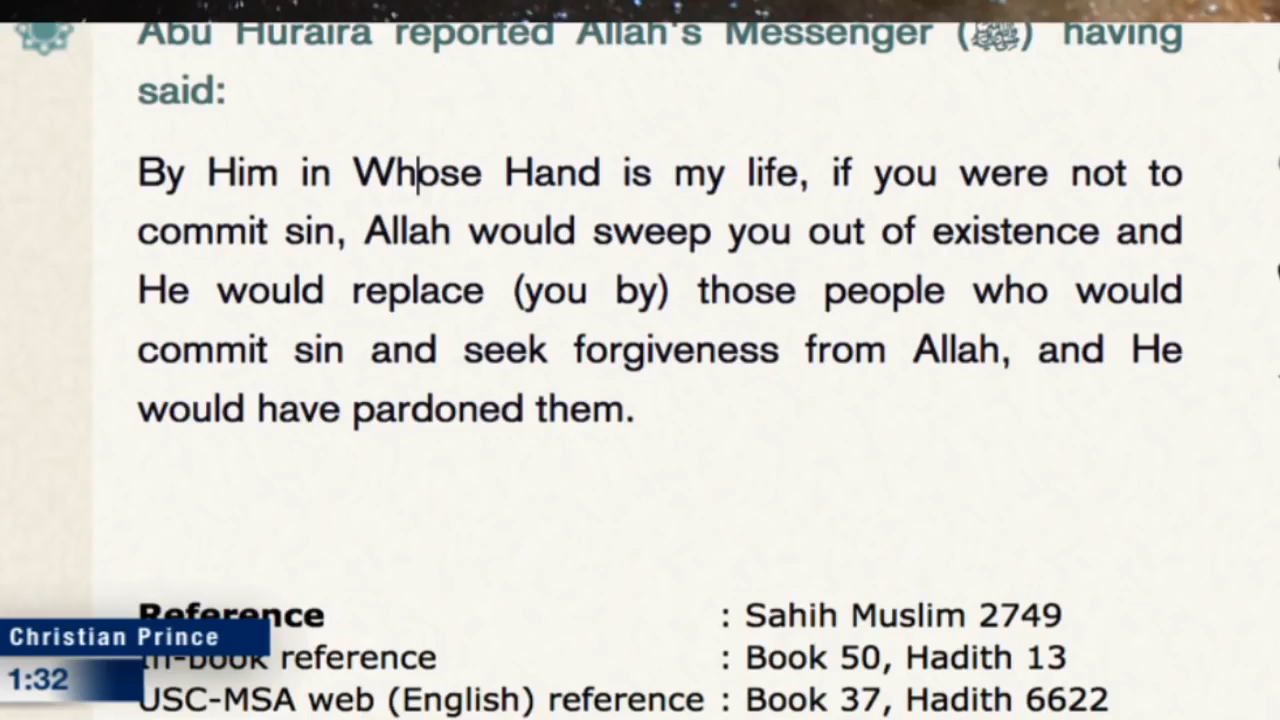 Abu Huraira reported Allah's Messenger (ﷺ) having
said:
By Him in Whose Hand is my life, if you were not to
commit sin, Allah would sweep you out of existence and
He would replace (you by) those people who would
commit sin and seek forgiveness from Allah, and He
would have pardoned them.
Reference : Sahih Muslim 2749
In-book reference : Book 50, Hadith 13
USC-MSA web (English) reference : Book 37, Hadith 6622
Christian Prince
1:32